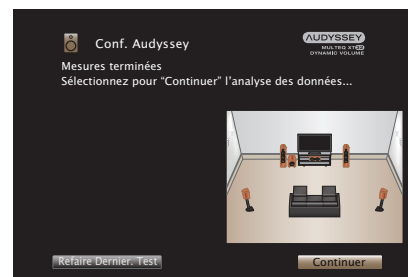 Conf. Audyssey
AUDYSSEY
MULTEQ XT32
DYNAMIC VOLUME
Mesures terminées
Sélectionnez pour “Continuer” l’analyse des données...
Refaire Dernier. Test
Continuer